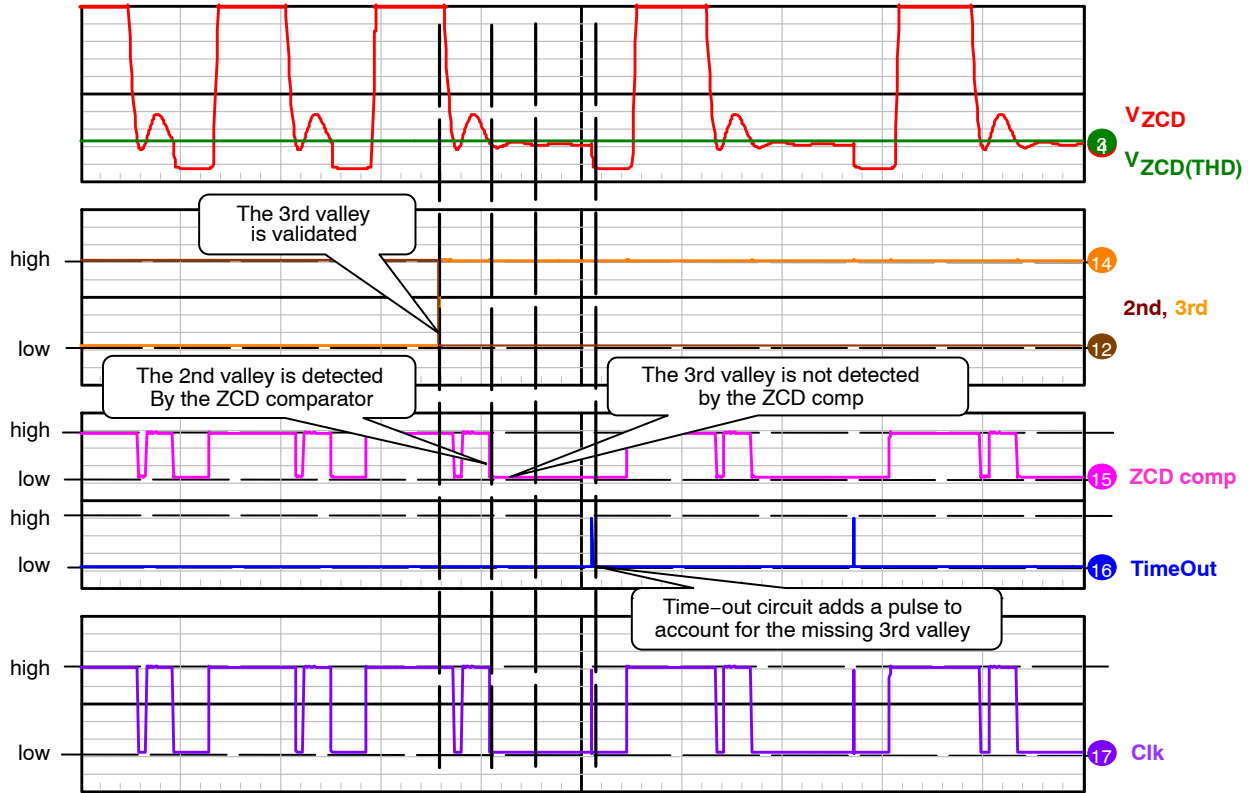 VZCD
3
4
VZCD(THD)
The 3rd valley
is validated
high
14
2nd, 3rd
low
12
The 2nd valley is detected
By the ZCD comparator
The 3rd valley is not detected
by the ZCD comp
high
low
15 ZCD comp
high
low
16 TimeOut
Time−out circuit adds a pulse to
account for the missing 3rd valley
high
low
17 Clk